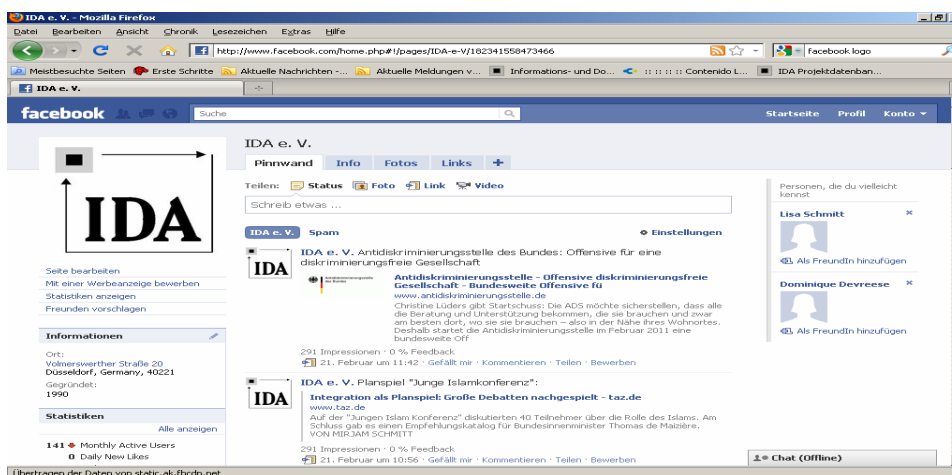 IDA e. V. - Mozilla Firefox
Datei Bearbeiten Ansicht Chronik Lesezeichen Extras Hilfe
http://www.facebook.com/home.php#!/pages/IDA-e-V/182341558473466
facebook logo
Meistbesuchte Seiten Erste Schritte Aktuelle Nachrichten -... Aktuelle Meldungen v... Informations- und Do... :: :: :: :: Contenido L... IDA Projektdatenban...
IDA e. V.
facebook Suche Startseite Profil Konto
IDA
Seite bearbeiten
Mit einer Werbeanzeige bewerben
Statistiken anzeigen
Freunden vorschlagen
Informationen
Ort:
Volmerswerther Straße 20
Düsseldorf, Germany, 40221
Gegründet:
1990
Statistiken
Alle anzeigen
141 Monthly Active Users
0 Daily New Likes
IDA e. V.
Pinnwand Info Fotos Links +
Teilen: Status Foto Link Video
Schreib etwas ...
IDA e. V. Spam Einstellungen
IDA
IDA e. V. Antidiskriminierungsstelle des Bundes: Offensive für eine
diskriminierungsfreie Gesellschaft
Antidiskriminierungsstelle - Offensive diskriminierungsfreie
Gesellschaft - Bundesweite Offensive fü
www.antidiskriminierungsstelle.de
Christine Lüders gibt Startschuss: Die ADS möchte sicherstellen, dass alle
die Beratung und Unterstützung bekommen, die sie brauchen und zwar
am besten dort, wo sie sie brauchen – also in der Nähe ihres Wohnortes.
Deshalb startet die Antidiskriminierungsstelle im Februar 2011 eine
bundesweite Off
291 Impressionen · 0 % Feedback
21. Februar um 11:42 · Gefällt mir · Kommentieren · Teilen · Bewerben
IDA
IDA e. V. Planspiel "Junge Islamkonferenz":
Integration als Planspiel: Große Debatten nachgespielt - taz.de
www.taz.de
Auf der "Jungen Islam Konferenz" diskutierten 40 Teilnehmer über die Rolle des Islams. Am
Schluss gab es einen Empfehlungskatalog für Bundesinnenminister Thomas de Maizière.
VON MIRJAM SCHMITT
291 Impressionen · 0 % Feedback
21. Februar um 10:56 · Gefällt mir · Kommentieren · Teilen · Bewerben
Personen, die du vielleicht
kennst
Lisa Schmitt
Als FreundIn hinzufügen
Dominique Devreese
Als FreundIn hinzufügen
Chat (Offline)
Übertragen der Daten von static.ak.fbcdn.net...